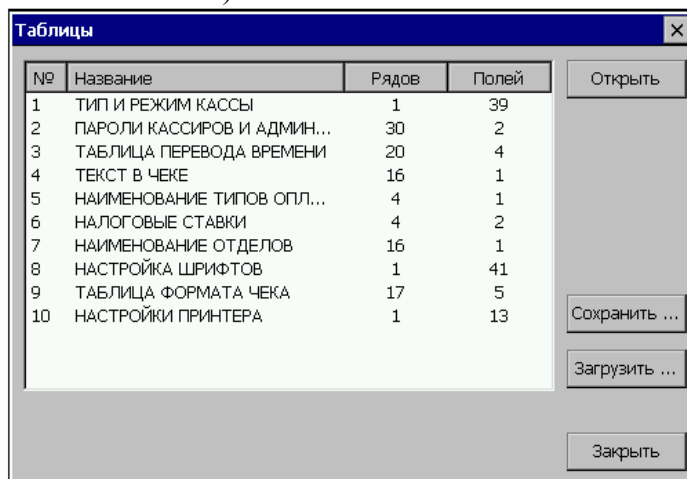 )
Таблицы
№ Название Рядов Полей Открыть
1 ТИП И РЕЖИМ КАССЫ 1 39
2 ПАРОЛИ КАССИРОВ И АДМИН... 30 2
3 ТАБЛИЦА ПЕРЕВОДА ВРЕМЕНИ 20 4
4 ТЕКСТ В ЧЕКЕ 16 1
5 НАИМЕНОВАНИЕ ТИПОВ ОПЛ... 4 1
6 НАЛОГОВЫЕ СТАВКИ 4 2
7 НАИМЕНОВАНИЕ ОТДЕЛОВ 16 1
8 НАСТРОЙКА ШРИФТОВ 1 41
9 ТАБЛИЦА ФОРМАТА ЧЕКА 17 5
10 НАСТРОЙКИ ПРИНТЕРА 1 13
Сохранить ...
Загрузить ...
Закрыть